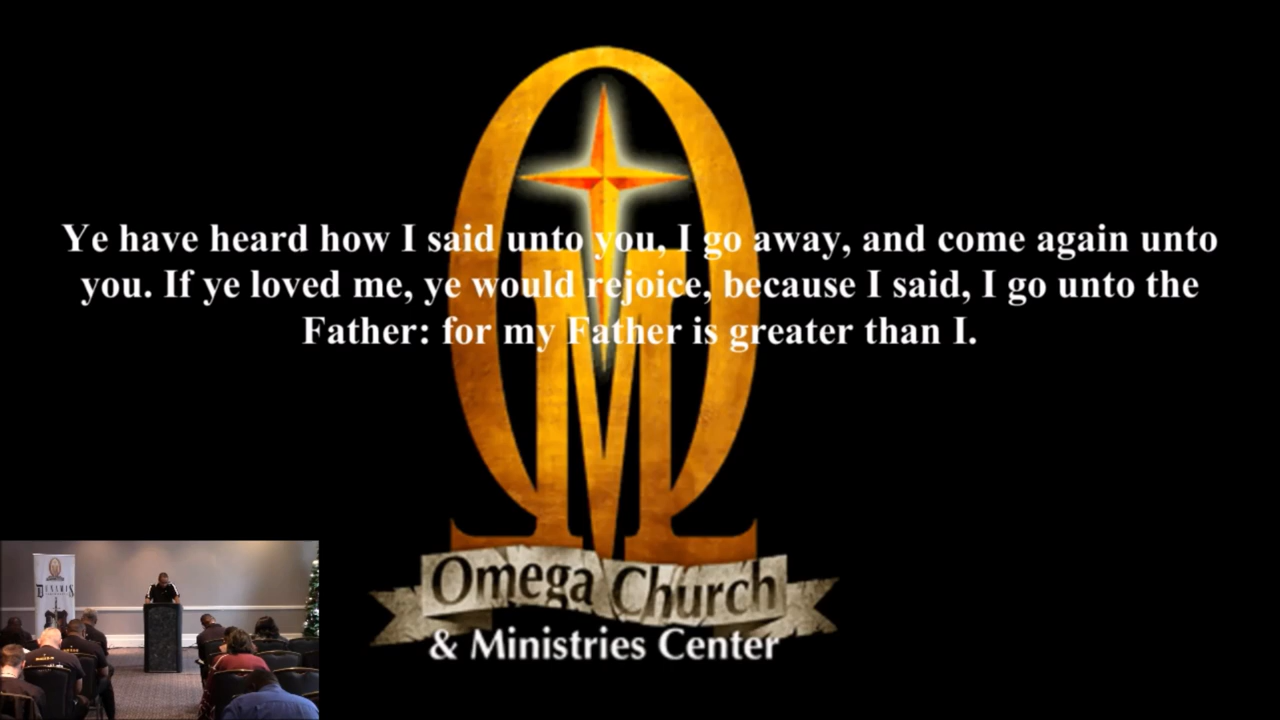 Ye have heard how I said unto you, I go away, and come again unto
you. If ye loved me, ye would rejoice, because I said, I go unto the
Father: for my Father is greater than I.
Omega Church
& Ministries Center
DUNAMIS